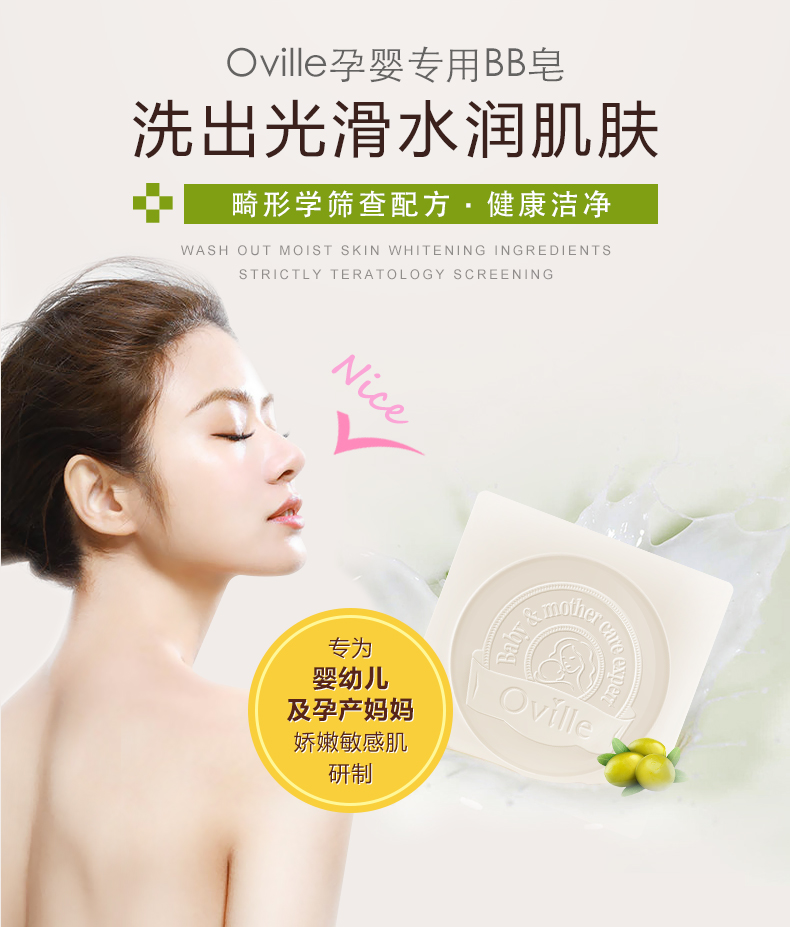 Oville孕婴专用BB皂
洗出光滑水润肌肤
畸形学筛查配方·健康洁净
WASH OUT MOIST SKIN WHITENING INGREDIENTS
STRICTLY TERATOLOGY SCREENING
Nice
Baby & mother care exper
Oville
专为
婴幼儿
及孕产妈妈
娇嫩敏感肌
研制